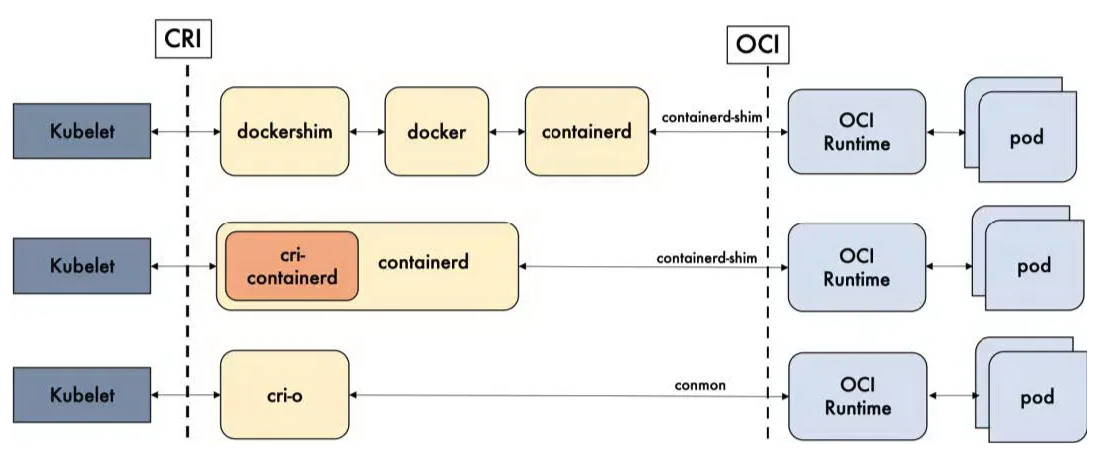 CRI
OCI
Kubelet
dockershim
docker
containerd
containerd-shim
OCI
Runtime
pod
Kubelet
cri-
containerd
containerd
containerd-shim
OCI
Runtime
pod
Kubelet
cri-o
conmon
OCI
Runtime
pod